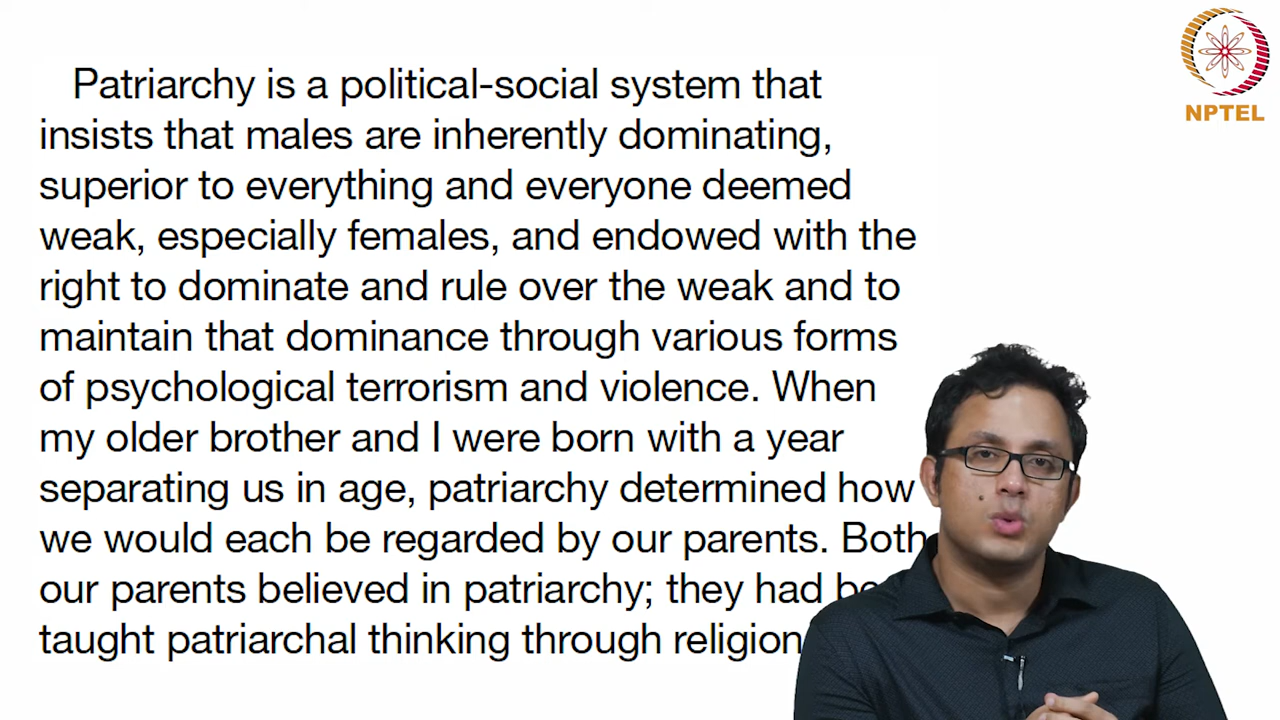 Patriarchy is a political-social system that
insists that males are inherently dominating,
superior to everything and everyone deemed
weak, especially females, and endowed with the
right to dominate and rule over the weak and to
maintain that dominance through various forms
of psychological terrorism and violence. When
my older brother and I were born with a year
separating us in age, patriarchy determined how
we would each be regarded by our parents. Both
our parents believed in patriarchy; they had
taught patriarchal thinking through religion
NPTEL